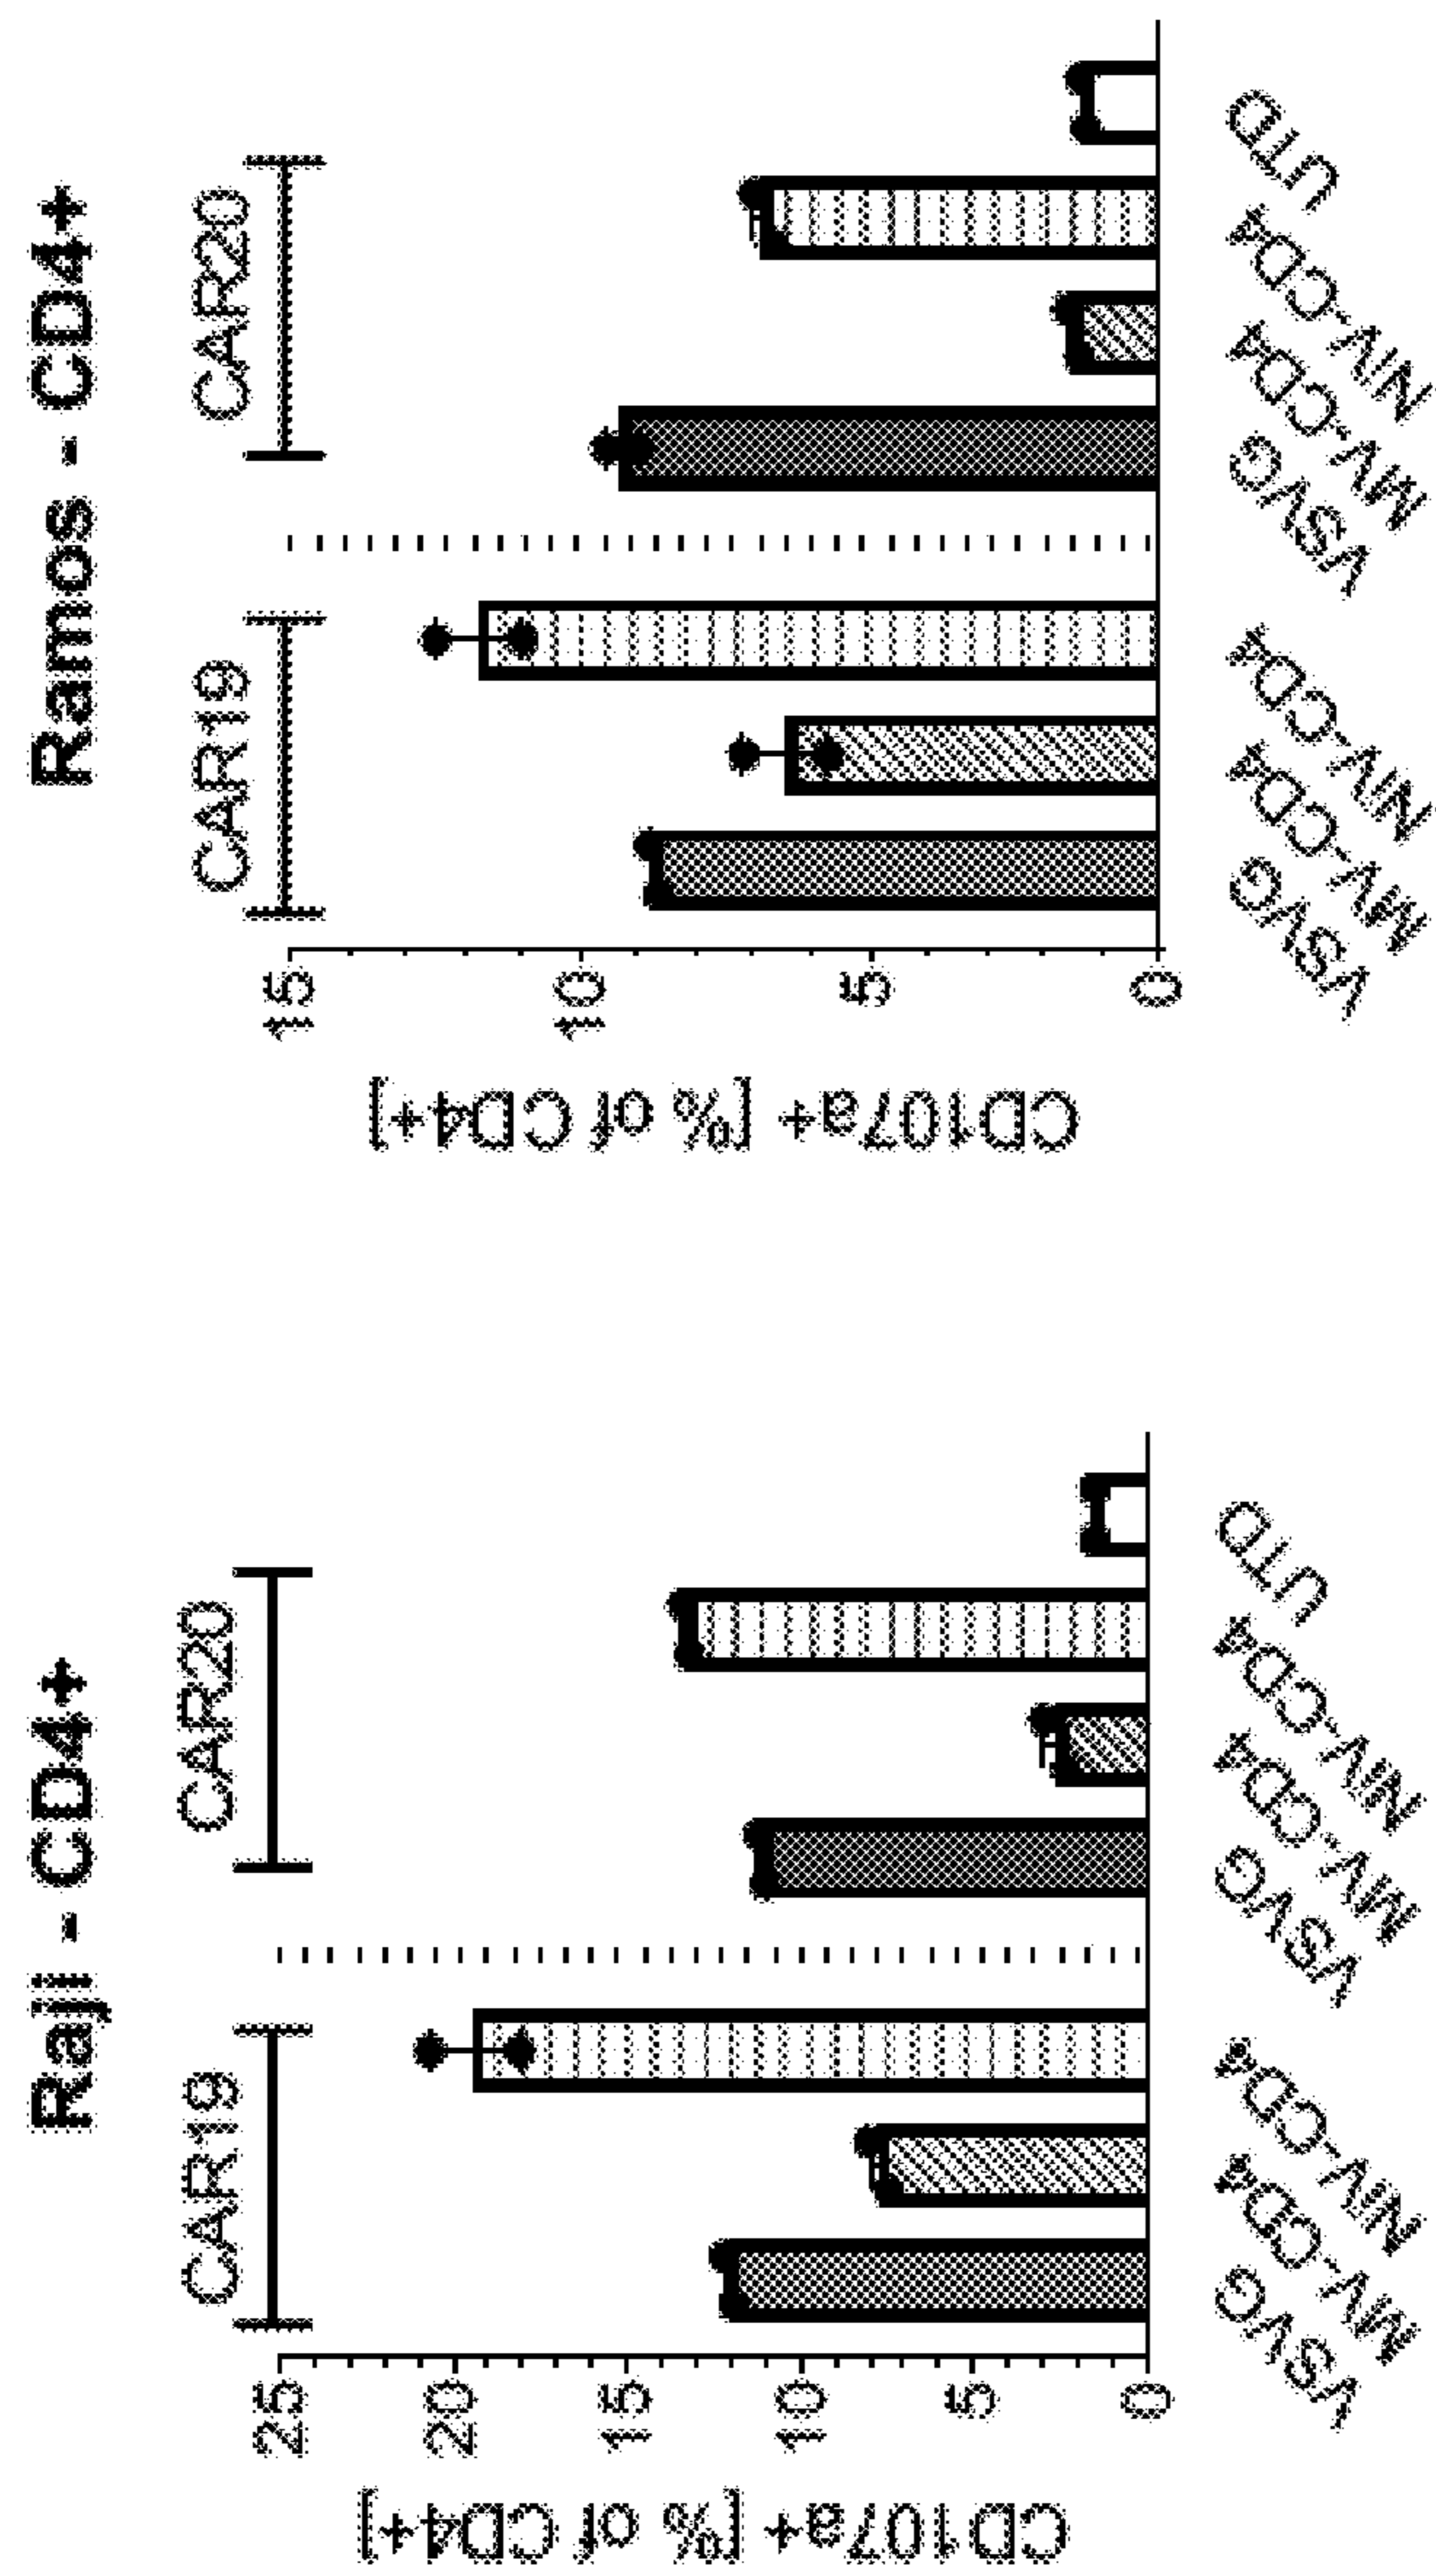 Raji - CD4+
CAR19
CAR20
CD107a+ [% of CD4+]
25
20
15
10
5
0
VSVG
MV-CD4
NiV-CD4
VSVG
MV-CD4
NiV-CD4
UTD
Ramos - CD4+
CAR19
CAR20
CD107a+ [% of CD4+]
15
10
5
0
VSVG
MV-CD4
NiV-CD4
VSVG
MV-CD4
NiV-CD4
UTD